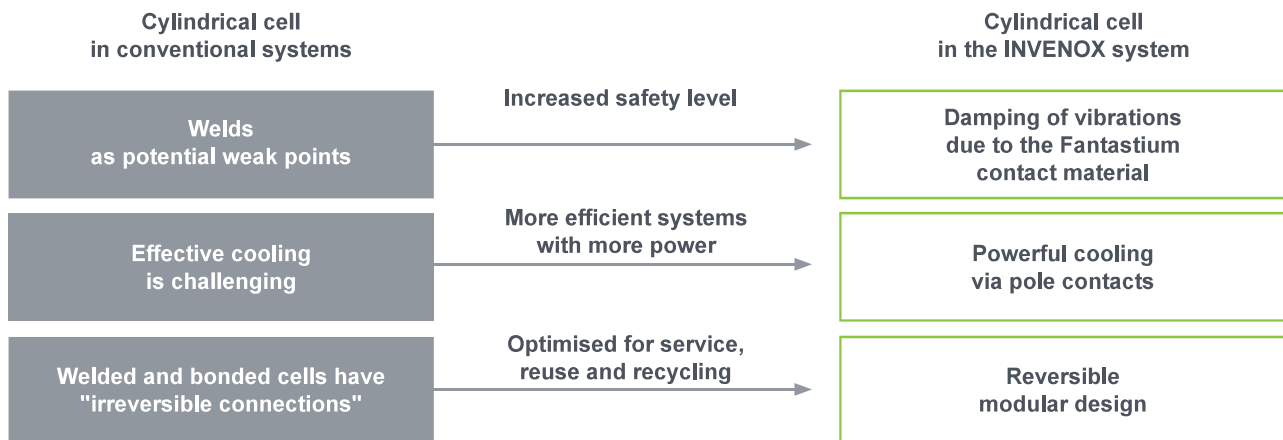 Cylindrical cell
in conventional systems
Cylindrical cell
in the INVENOX system
Welds
as potential weak points
Increased safety level
Damping of vibrations
due to the Fantastium
contact material
Effective cooling
is challenging
More efficient systems
with more power
Powerful cooling
via pole contacts
Welded and bonded cells have
"irreversible connections"
Optimised for service,
reuse and recycling
Reversible
modular design